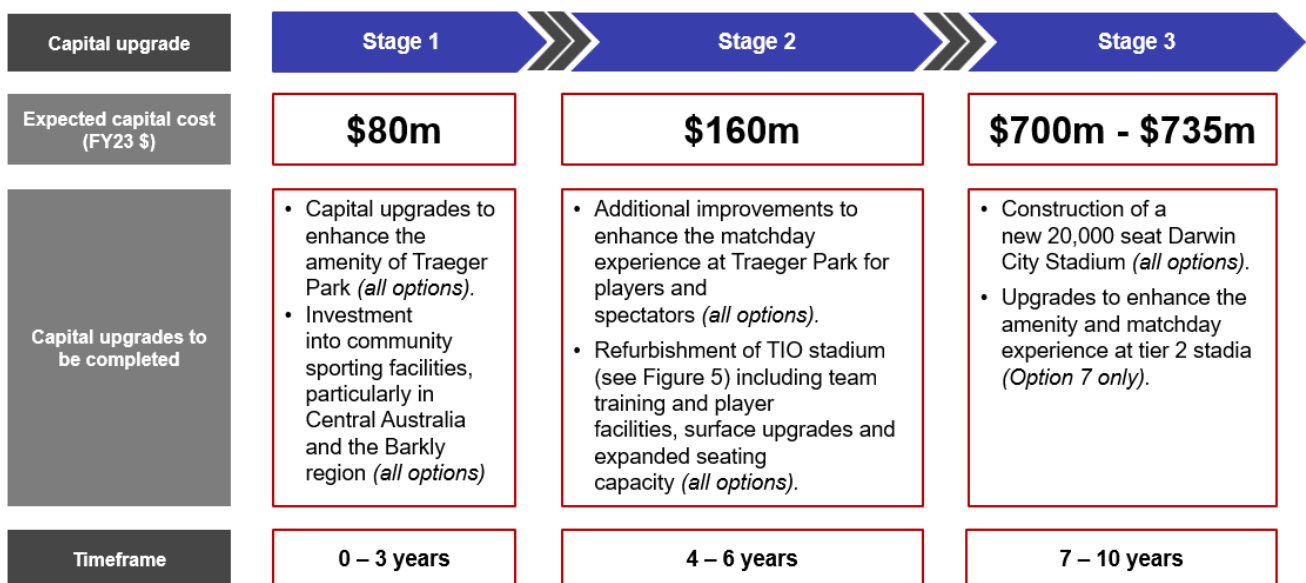 Capital upgrade
Stage 1
Stage 2
Stage 3
Expected capital cost
(FY23 $)
$80m
$160m
$700m - $735m
Capital upgrades to
be completed
• Capital upgrades to
enhance the
amenity of Traeger
Park (all options).
• Investment
into community
sporting facilities,
particularly in
Central Australia
and the Barkly
region (all options)
• Additional improvements to
enhance the matchday
experience at Traeger Park for
players and
spectators (all options).
• Refurbishment of TIO stadium
(see Figure 5) including team
training and player
facilities, surface upgrades and
expanded seating
capacity (all options).
• Construction of a
new 20,000 seat Darwin
City Stadium (all options).
• Upgrades to enhance the
amenity and matchday
experience at tier 2 stadia
(Option 7 only).
Timeframe
0 – 3 years
4 – 6 years
7 – 10 years